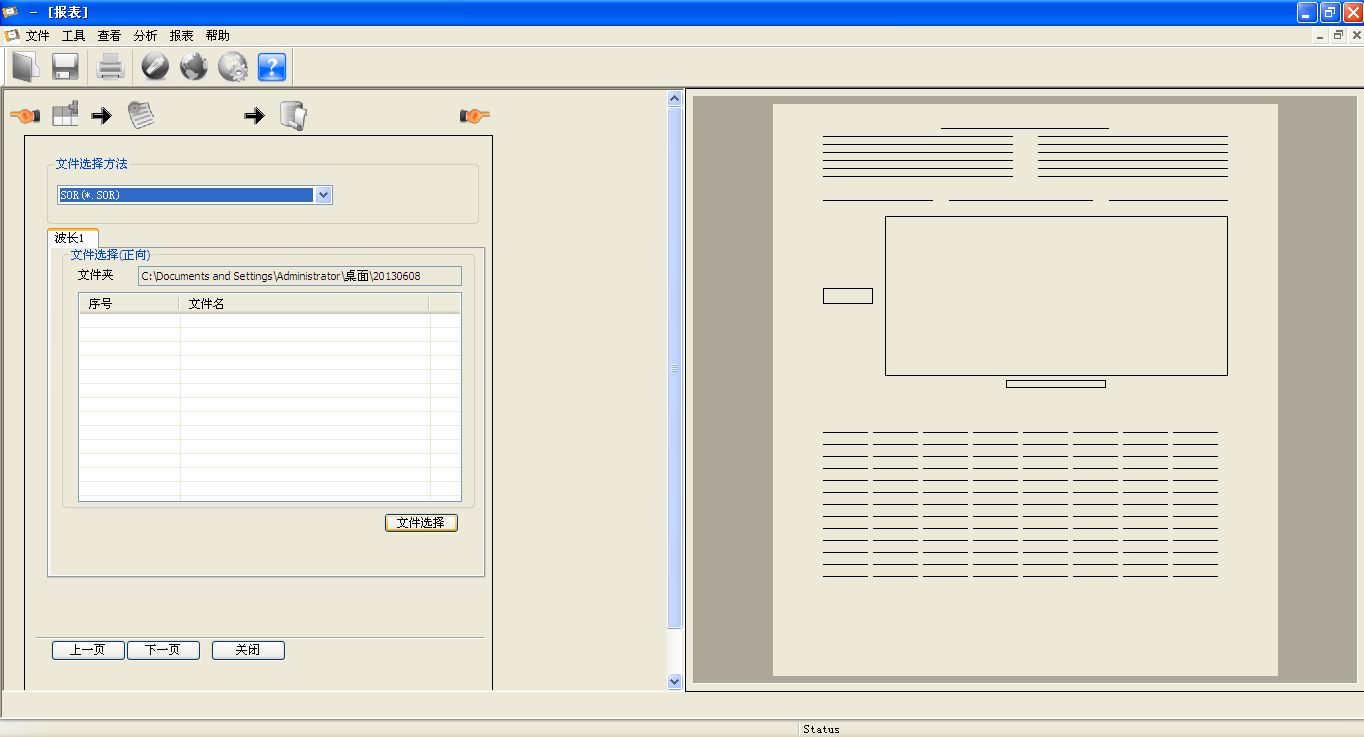 - [报表]
文件 工具 查看 分析 报表 帮助
?
文件选择方法
SOR(*.SOR)
波长1
文件选择(正向)
文件夹 C:\Documents and Settings\Administrator\桌面\20130608
序号 文件名
文件选择
上一页 下一页 关闭
Status